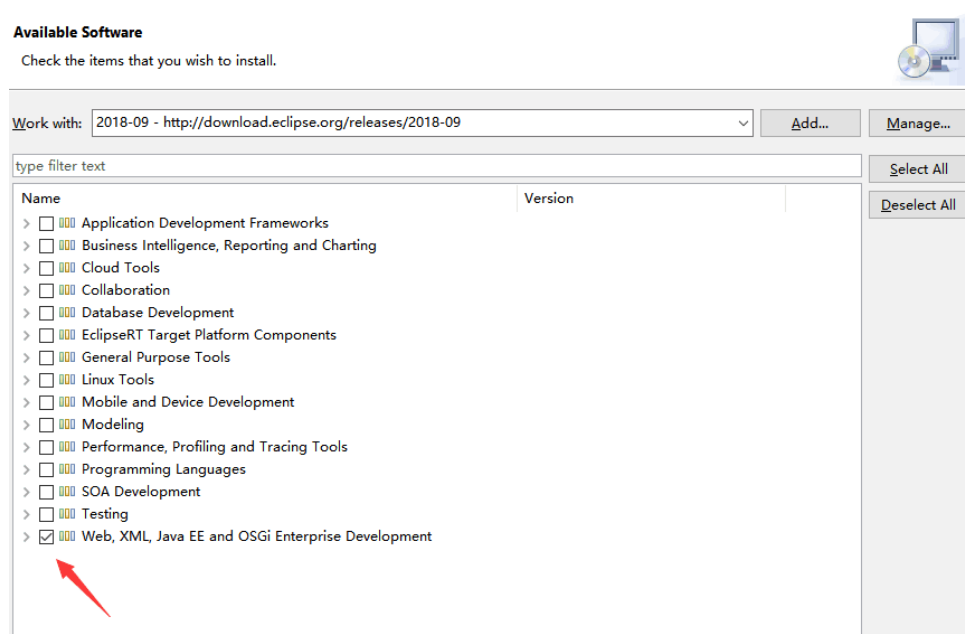 Available Software
Check the items that you wish to install.
Work with: 2018-09 - http://download.eclipse.org/releases/2018-09 Add... Manage...
type filter text Select All
Name Version Deselect All
Application Development Frameworks
Business Intelligence, Reporting and Charting
Cloud Tools
Collaboration
Database Development
EclipseRT Target Platform Components
General Purpose Tools
Linux Tools
Mobile and Device Development
Modeling
Performance, Profiling and Tracing Tools
Programming Languages
SOA Development
Testing
Web, XML, Java EE and OSGi Enterprise Development